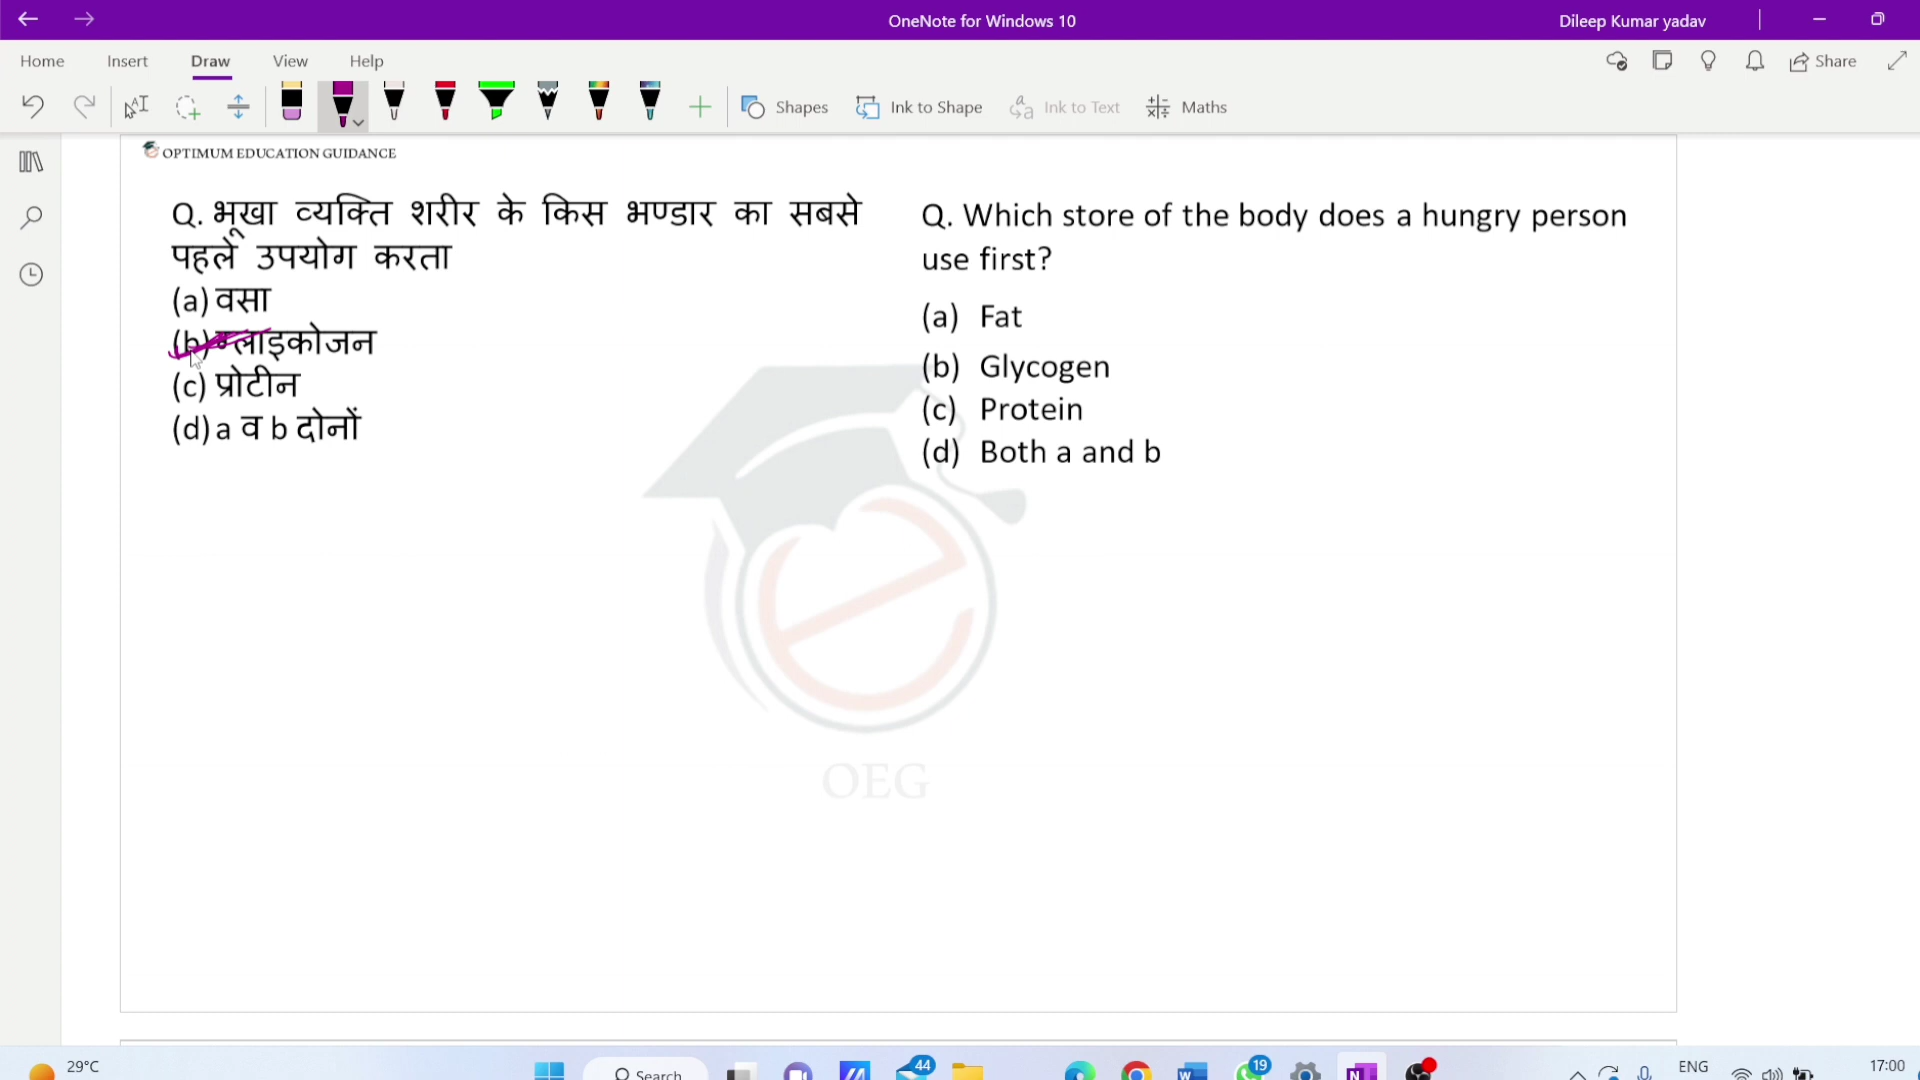 OneNote for Windows 10
Dileep Kumar yadav
Home Insert Draw View Help
Share
Shapes Ink to Shape Ink to Text Maths
OPTIMUM EDUCATION GUIDANCE
Q. भूखा व्यक्ति शरीर के किस भण्डार का सबसे
पहले उपयोग करता
(a) वसा
(b) ग्लाइकोजन
(c) प्रोटीन
(d) a व b दोनों
Q. Which store of the body does a hungry person
use first?
(a) Fat
(b) Glycogen
(c) Protein
(d) Both a and b
OEG
29°C
Search
44
19
ENG
17:00